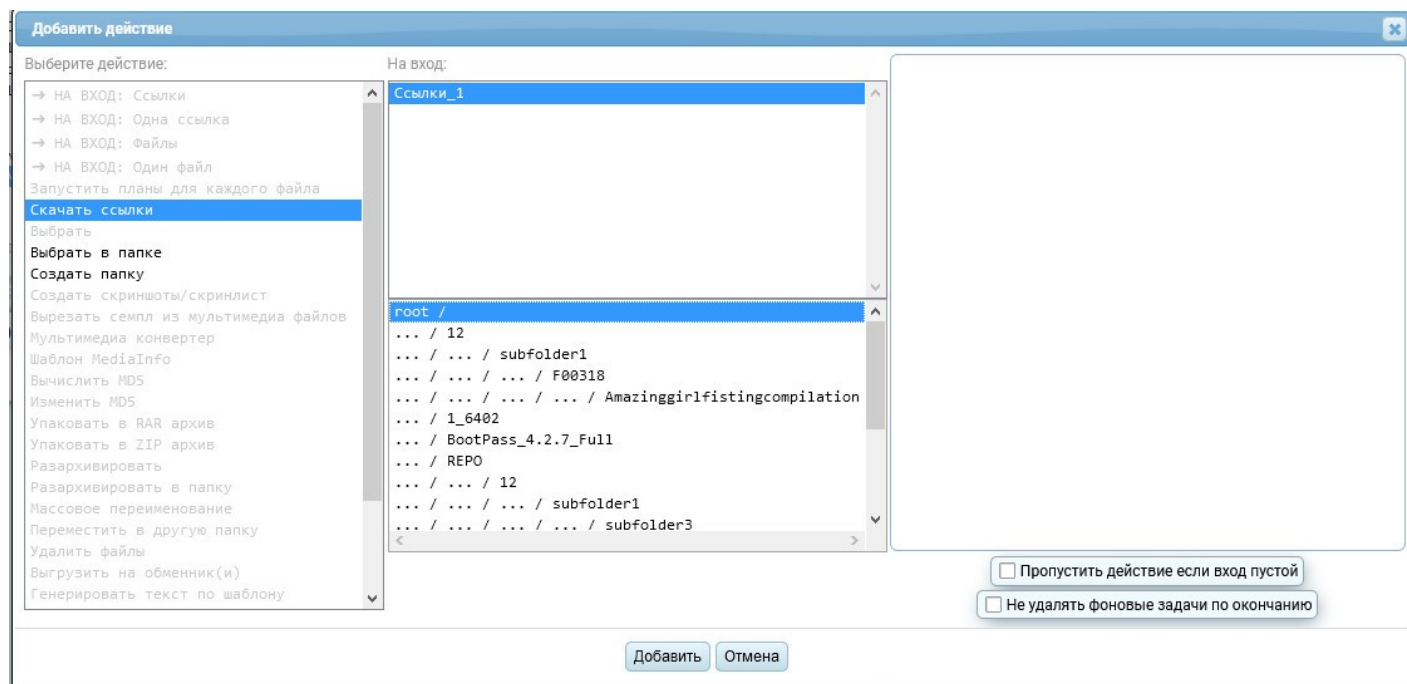 Добавить действие
Выберите действие:
→ НА ВХОД: Ссылки
→ НА ВХОД: Одна ссылка
→ НА ВХОД: Файлы
→ НА ВХОД: Один файл
Запустить планы для каждого файла
Скачать ссылки
Выбрать
Выбрать в папке
Создать папку
Создать скриншоты/скринлист
Вырезать семпл из мультимедиа файлов
Мультимедиа конвертер
Шаблон MediaInfo
Вычислить MD5
Изменить MD5
Упаковать в RAR архив
Упаковать в ZIP архив
Разархивировать
Разархивировать в папку
Массовое переименование
Переместить в другую папку
Удалить файлы
Выгрузить на обменник(и)
Генерировать текст по шаблону
На вход:
Ссылки_1
root /
... / 12
... / ... / subfolder1
... / ... / ... / F00318
... / ... / ... / ... / Amazinggirlfistingcompilation
... / 1_6402
... / BootPass_4.2.7_Full
... / REPO
... / ... / 12
... / ... / ... / subfolder1
... / ... / ... / ... / subfolder3
Пропустить действие если вход пустой
Не удалять фоновые задачи по окончанию
Добавить
Отмена